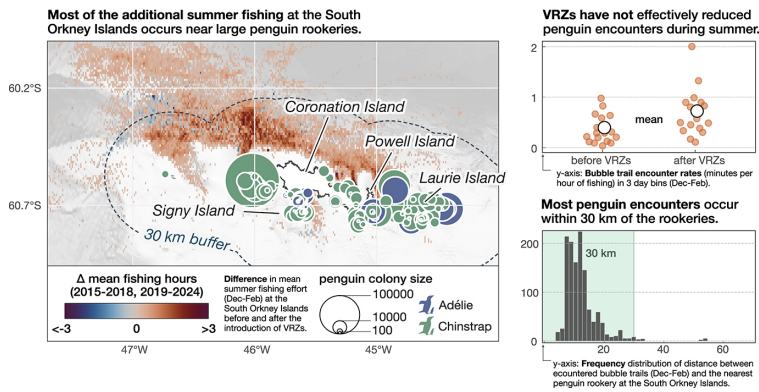 Most of the additional summer fishing at the South
Orkney Islands occurs near large penguin rookeries.
60.2°S
60.7°S
Coronation Island
Powell Island
Laurie Island
Signy Island
30 km buffer
Δ mean fishing hours
(2015-2018, 2019-2024)
<-3 0 >3
Difference in mean
summer fishing effort
(Dec-Feb) at the
South Orkney Islands
before and after the
introduction of VRZs.
penguin colony size
100000
10000
100
Adélie
Chinstrap
47°W 46°W 45°W
VRZs have not effectively reduced
penguin encounters during summer.
2
1
0
mean
before VRZs after VRZs
y-axis: Bubble trail encounter rates (minutes per
hour of fishing) in 3 day bins (Dec-Feb).
Most penguin encounters occur
within 30 km of the rookeries.
200
100
0
30 km
20 40 60
y-axis: Frequency distribution of distance between
ecountered bubble trails (Dec-Feb) and the nearest
penguin rookery at the South Orkney Islands.